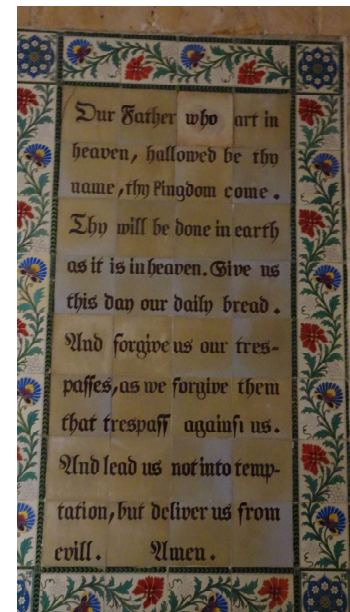 Our Father who art in
heaven, hallowed be thy
name, thy Kingdom come.
Thy will be done in earth
as it is in heaven. Give us
this day our daily bread.
And forgive us our tres-
paſſes, as we forgive them
that treſpaſſ againſt us.
And lead us not into temp-
tation, but deliver us from
evill. Amen.